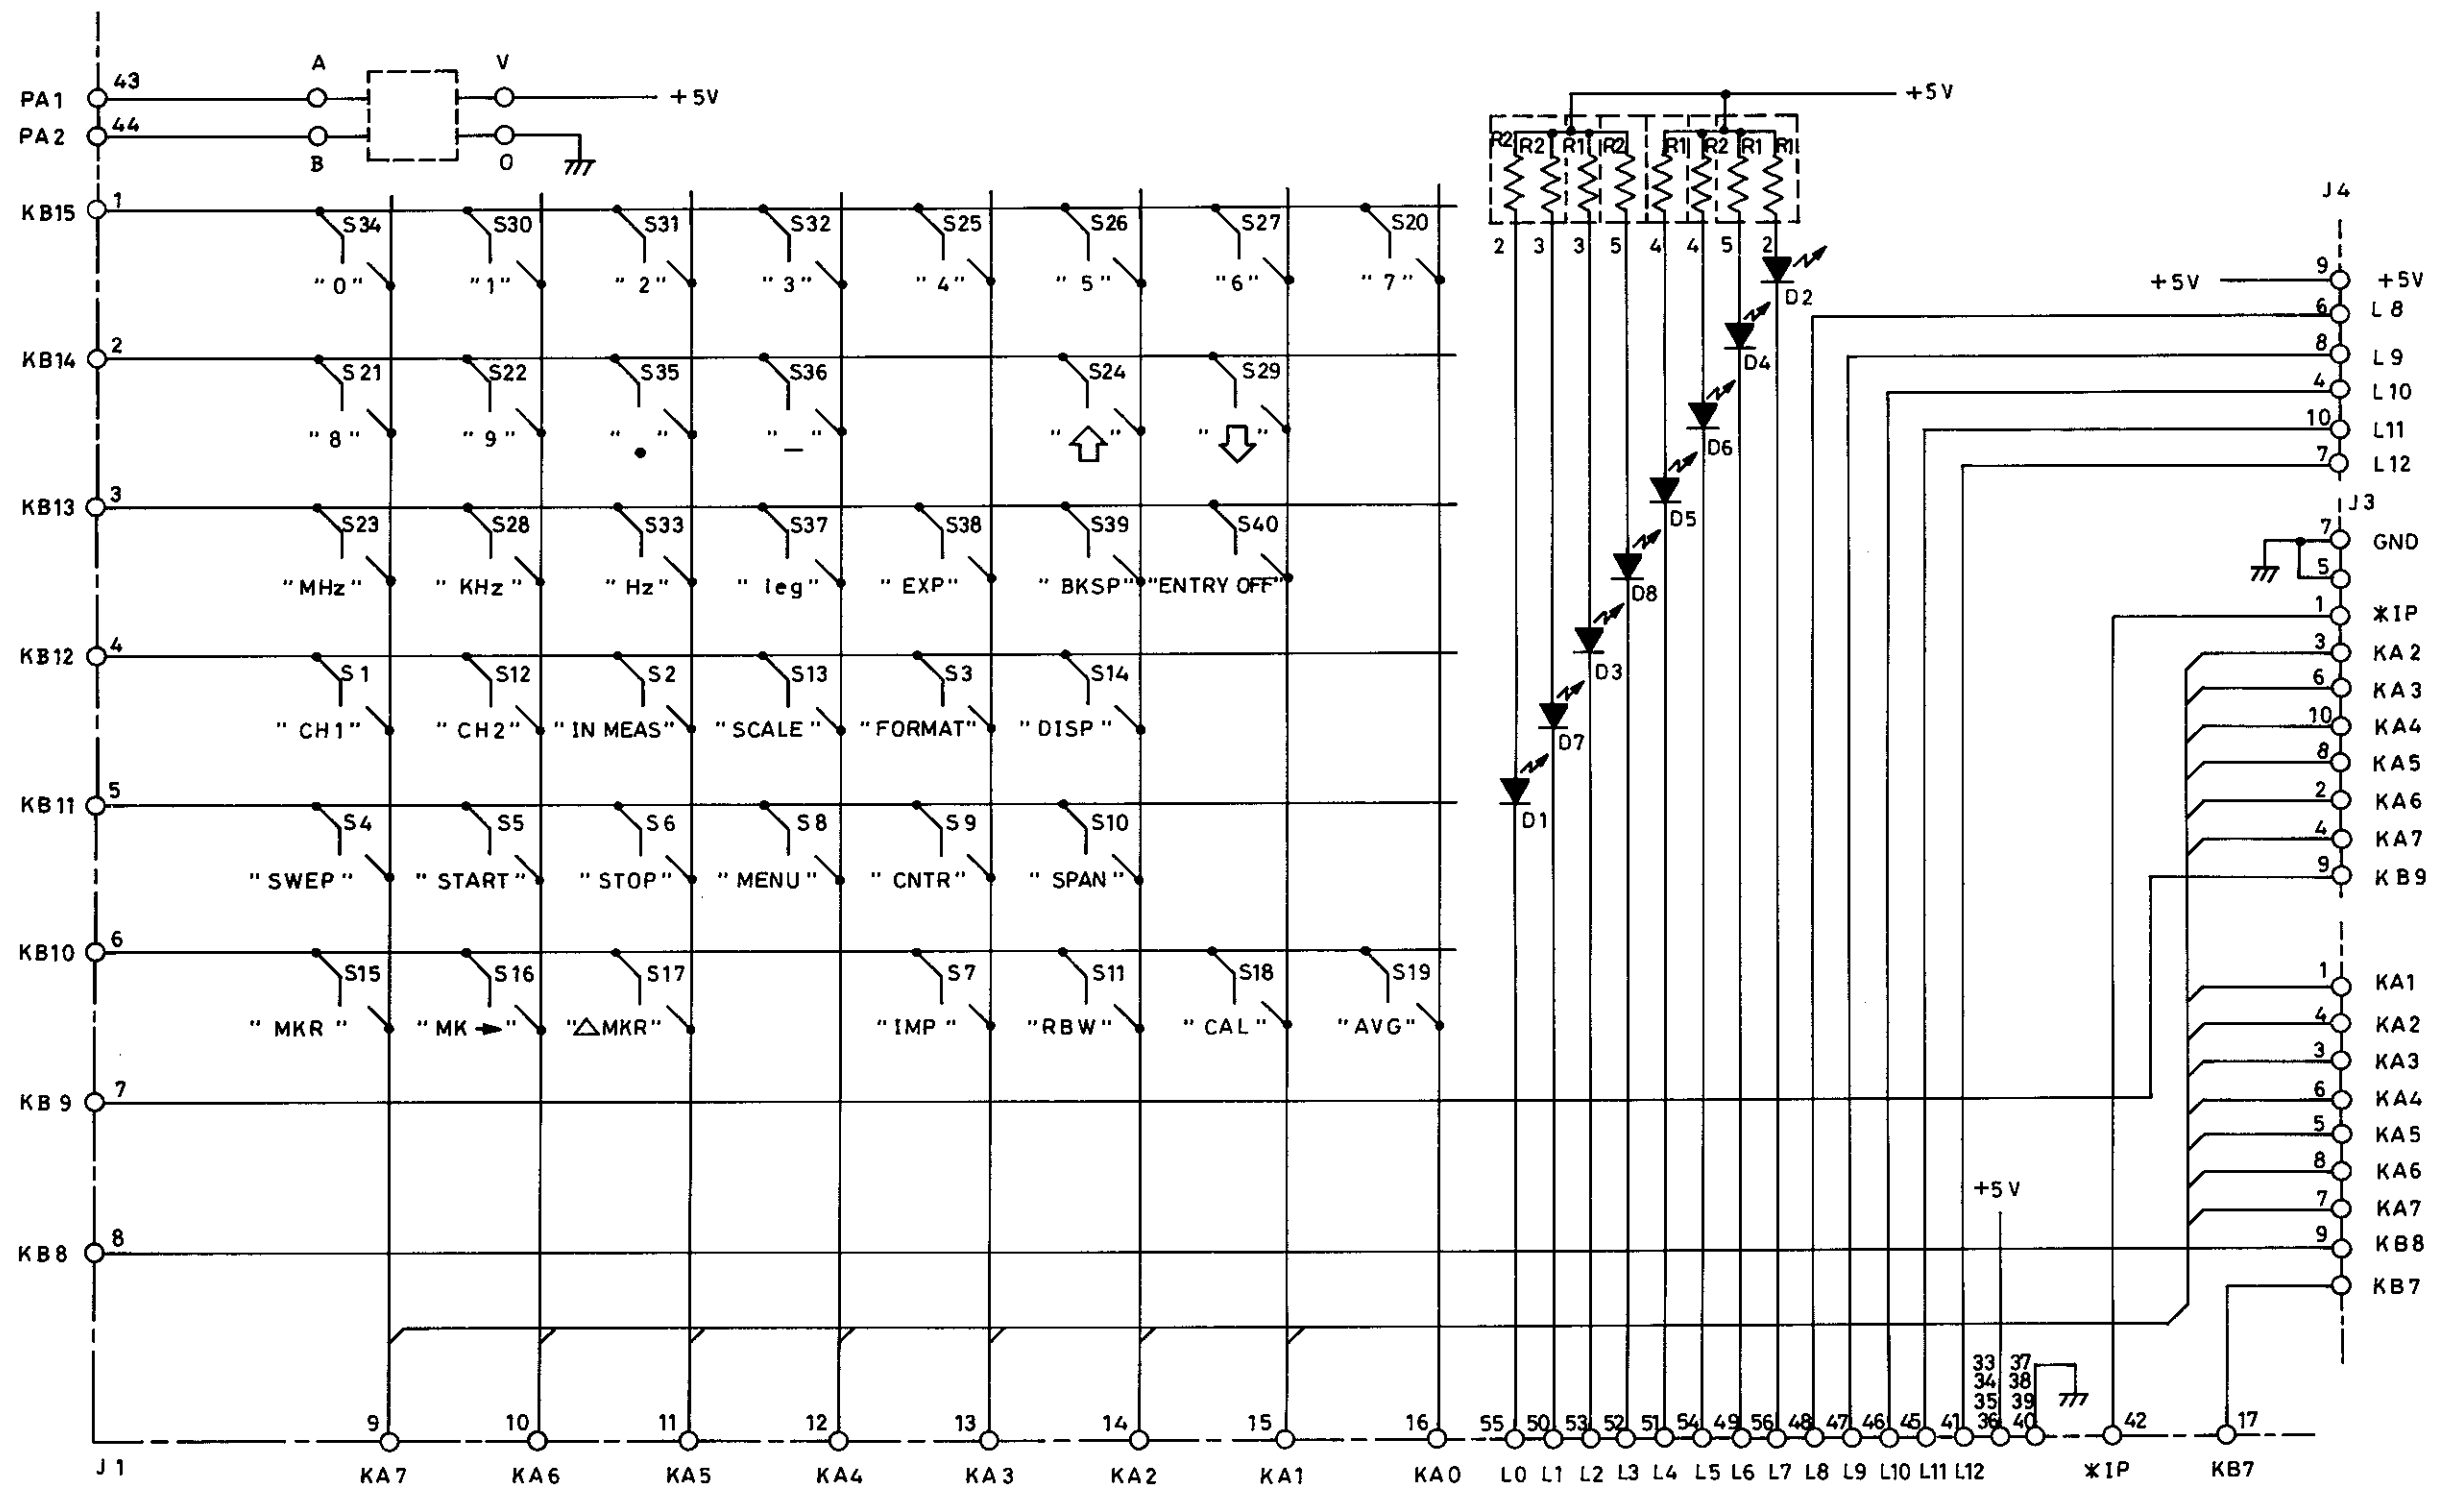 A V
PA1 43 +5V
PA2 44
B O
+5V
R2 R2 R1 R2 R1 R2 R1 R1
J4
KB15 1
S34 S30 S31 S32 S25 S26 S27 S20
2 3 3 5 4 4 5 2
"0" "1" "2" "3" "4" "5" "6" "7"
D2
+5V 9 +5V
6 L8
KB14 2
D4
8 L9
S21 S22 S35 S36 S24 S29
4 L10
"8" "9" "." "–" "⇧" "⇩"
D6
10 L11
7 L12
KB13 3
J3
S23 S28 S33 S37 S38 S39 S40
D5
7 GND
5
"MHz" "KHz" "Hz" "leg" "EXP" "BKSP" "ENTRY OFF"
D8
1 *IP
KB12 4
3 KA2
S1 S12 S2 S13 S3 S14
D3
6 KA3
"CH1" "CH2" "IN MEAS" "SCALE" "FORMAT" "DISP"
D7
10 KA4
8 KA5
KB11 5
2 KA6
S4 S5 S6 S8 S9 S10
D1
4 KA7
"SWEP" "START" "STOP" "MENU" "CNTR" "SPAN"
9 KB9
KB10 6
S15 S16 S17 S7 S11 S18 S19
1 KA1
"MKR" "MK➔" "△MKR" "IMP" "RBW" "CAL" "AVG"
4 KA2
3 KA3
KB9 7
6 KA4
5 KA5
8 KA6
+5V
7 KA7
KB8 8
9 KB8
KB7
33 37
34 38
35 39
36 40
9 10 11 12 13 14 15 16 55 50 53 52 51 54 49 56 48 47 46 45 41 42 17
J1
KA7 KA6 KA5 KA4 KA3 KA2 KA1 KA0 L0 L1 L2 L3 L4 L5 L6 L7 L8 L9 L10 L11 L12 *IP KB7